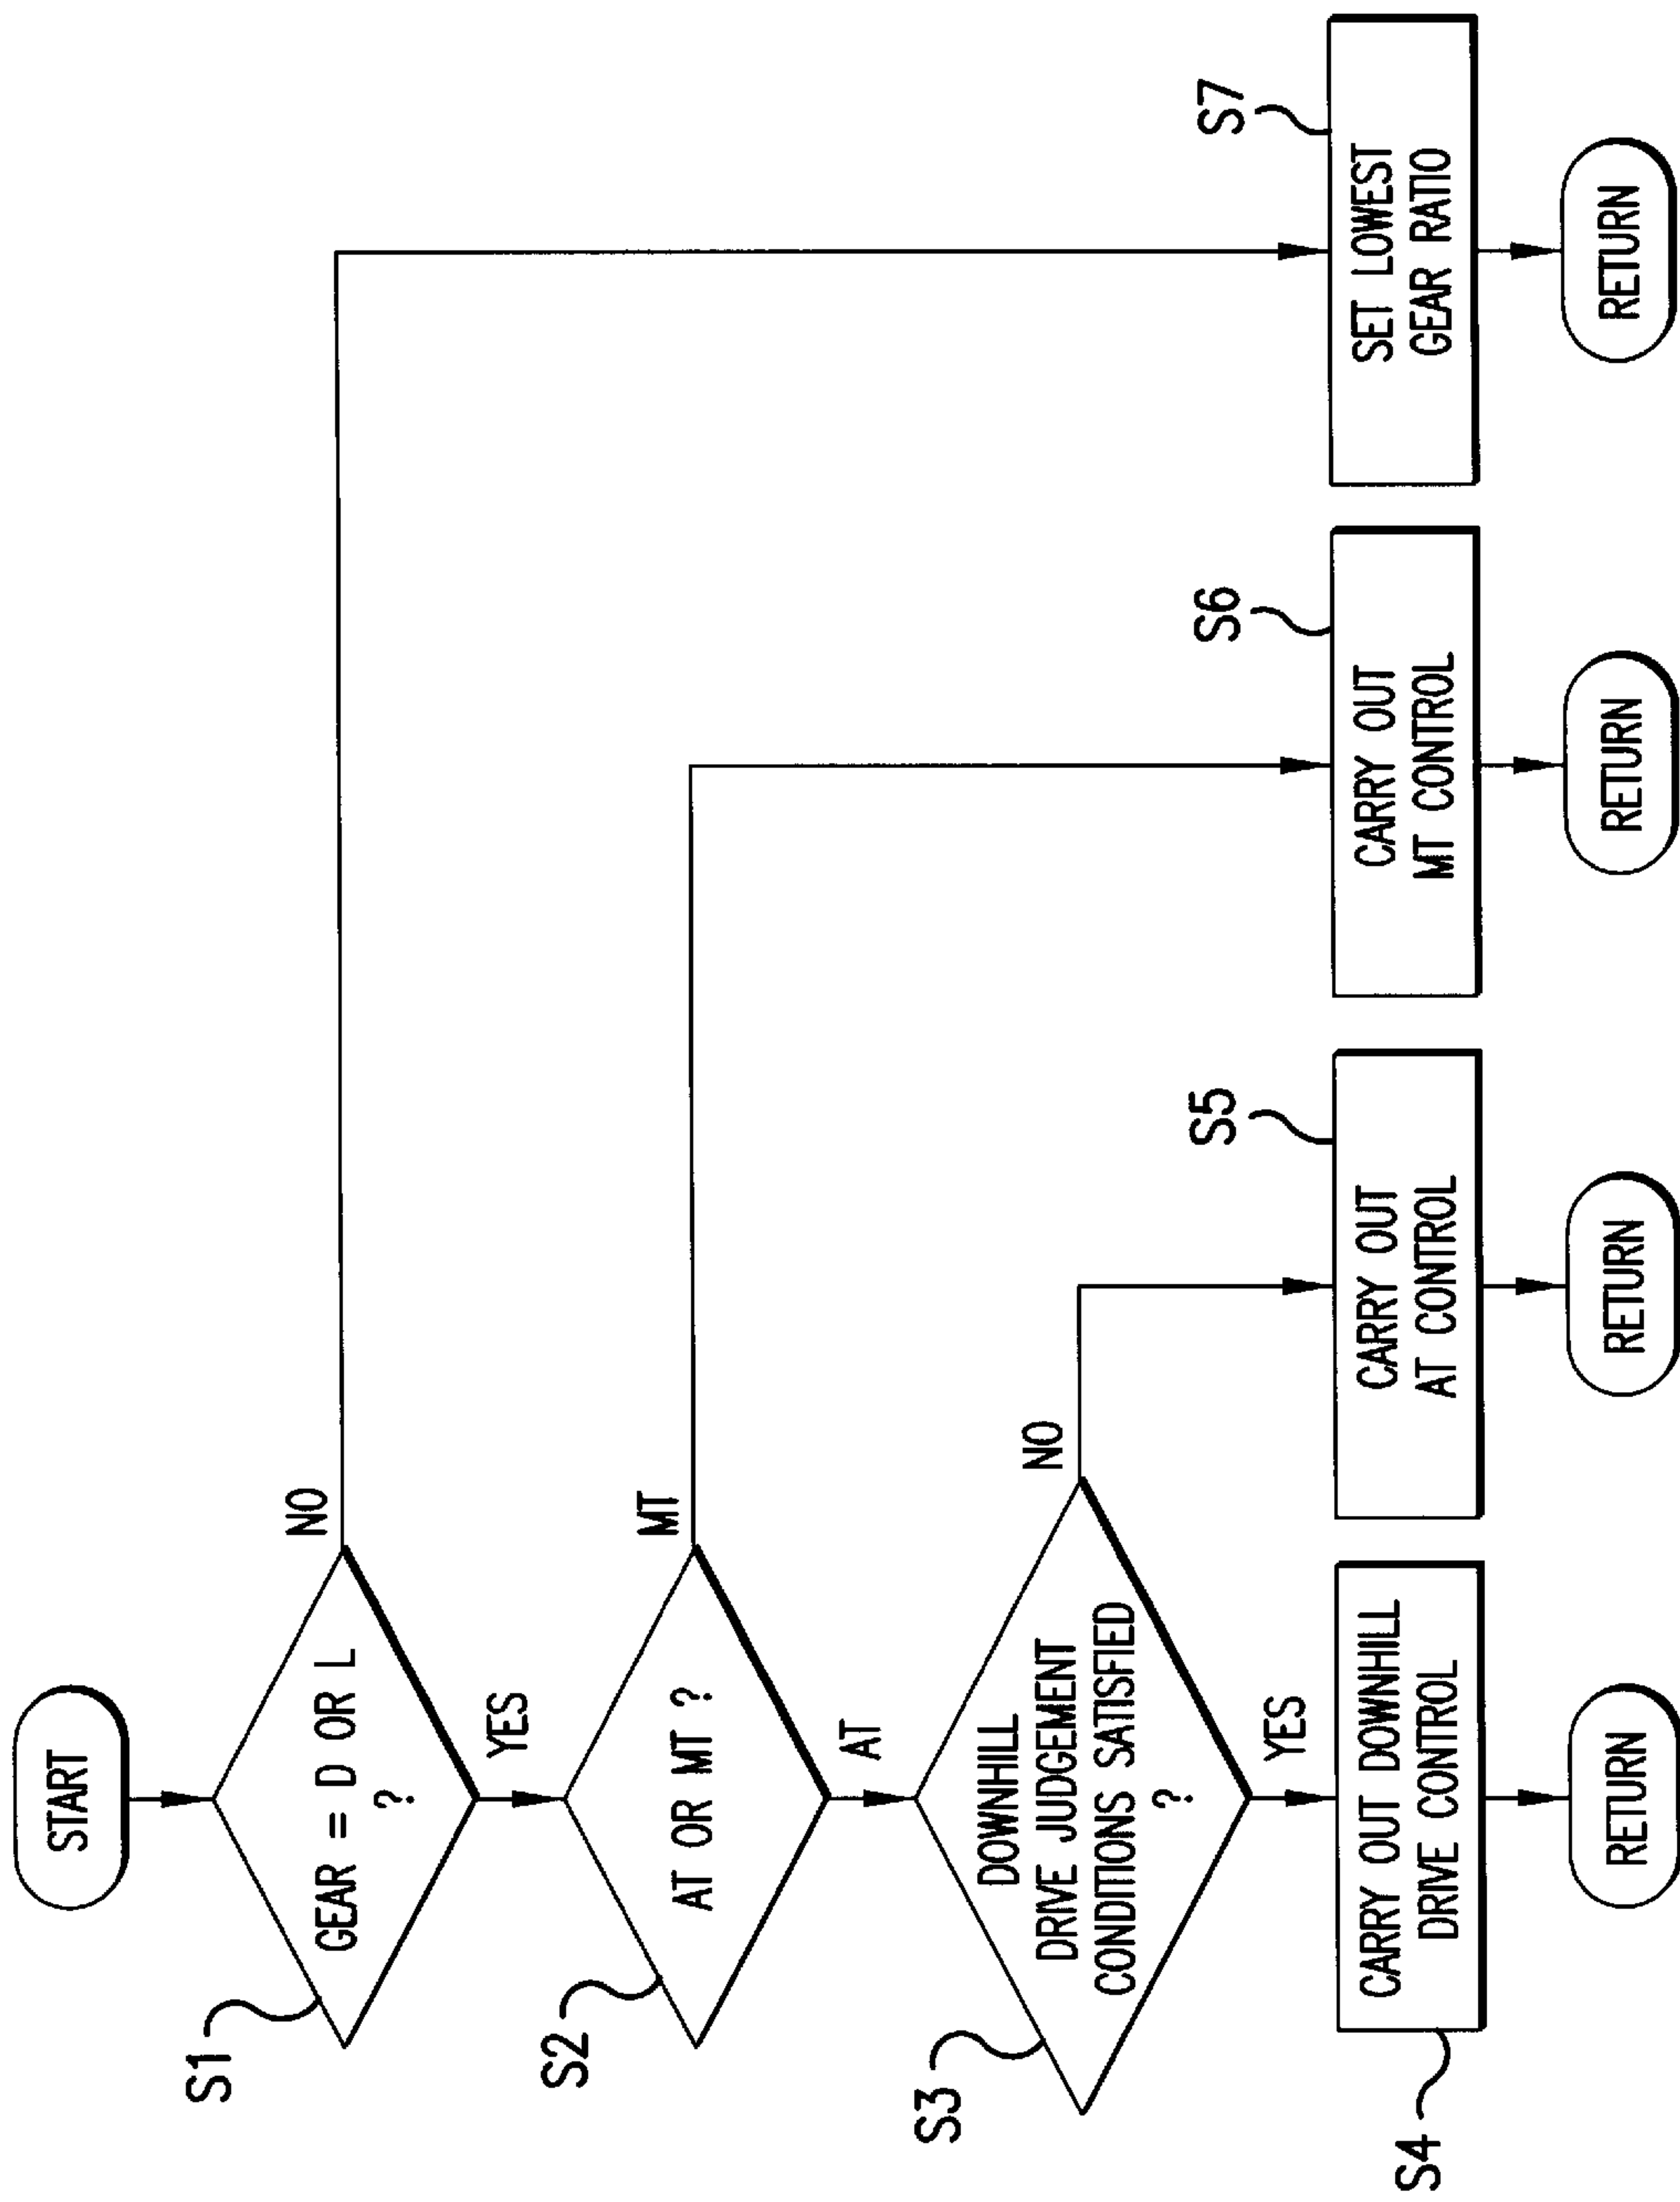 START
S1
GEAR = D OR L
?
NO
YES
S2
AT OR MT ?
MT
AT
S3
DOWNHILL
DRIVE JUDGEMENT
CONDITIONS SATISFIED
?
NO
YES
S4
CARRY OUT DOWNHILL
DRIVE CONTROL
S5
CARRY OUT
AT CONTROL
S6
CARRY OUT
MT CONTROL
S7
SET LOWEST
GEAR RATIO
RETURN
RETURN
RETURN
RETURN